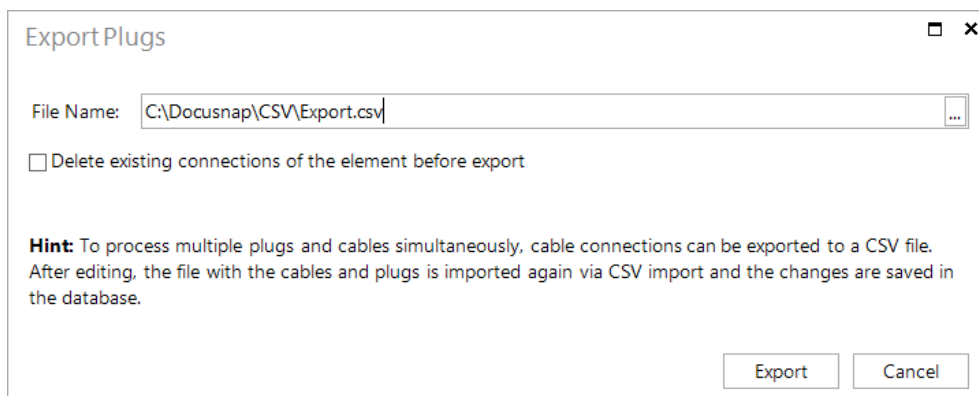 Export Plugs
File Name: C:\Docusnap\CSV\Export.csv ...
Delete existing connections of the element before export
Hint: To process multiple plugs and cables simultaneously, cable connections can be exported to a CSV file.
After editing, the file with the cables and plugs is imported again via CSV import and the changes are saved in
the database.
Export Cancel